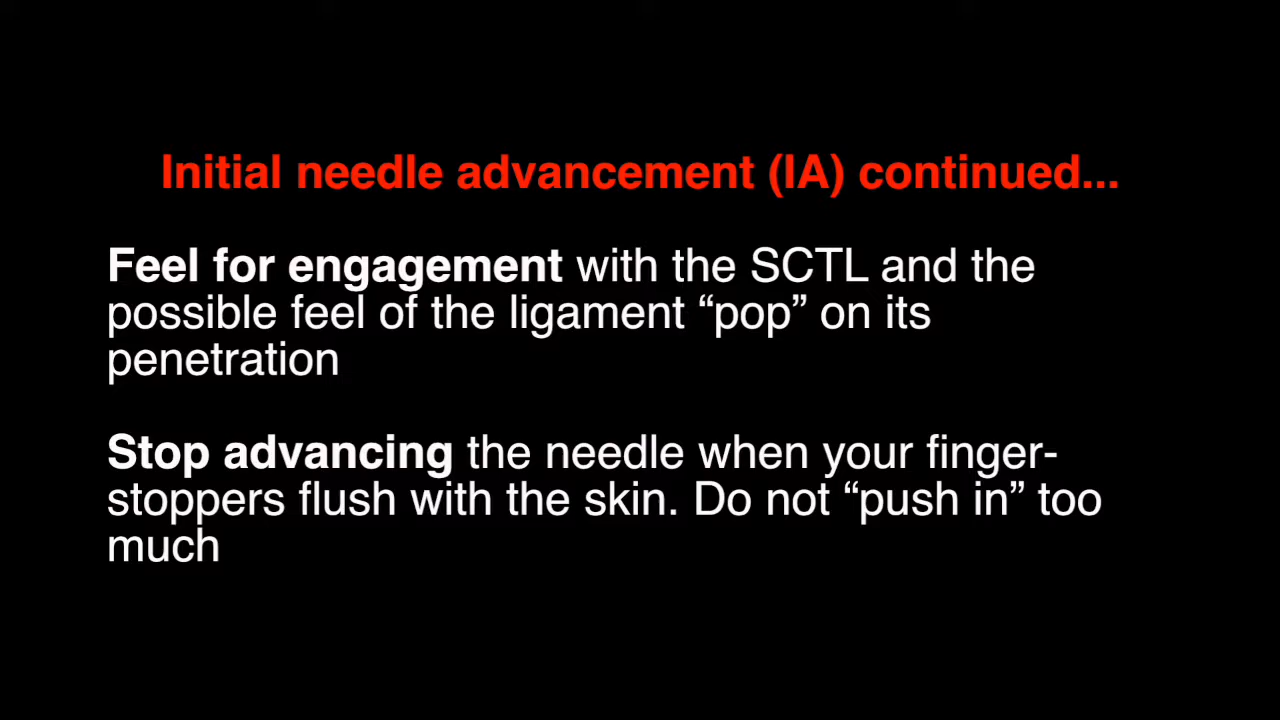 Initial needle advancement (IA) continued...
Feel for engagement with the SCTL and the
possible feel of the ligament “pop” on its
penetration
Stop advancing the needle when your finger-
stoppers flush with the skin. Do not “push in” too
much